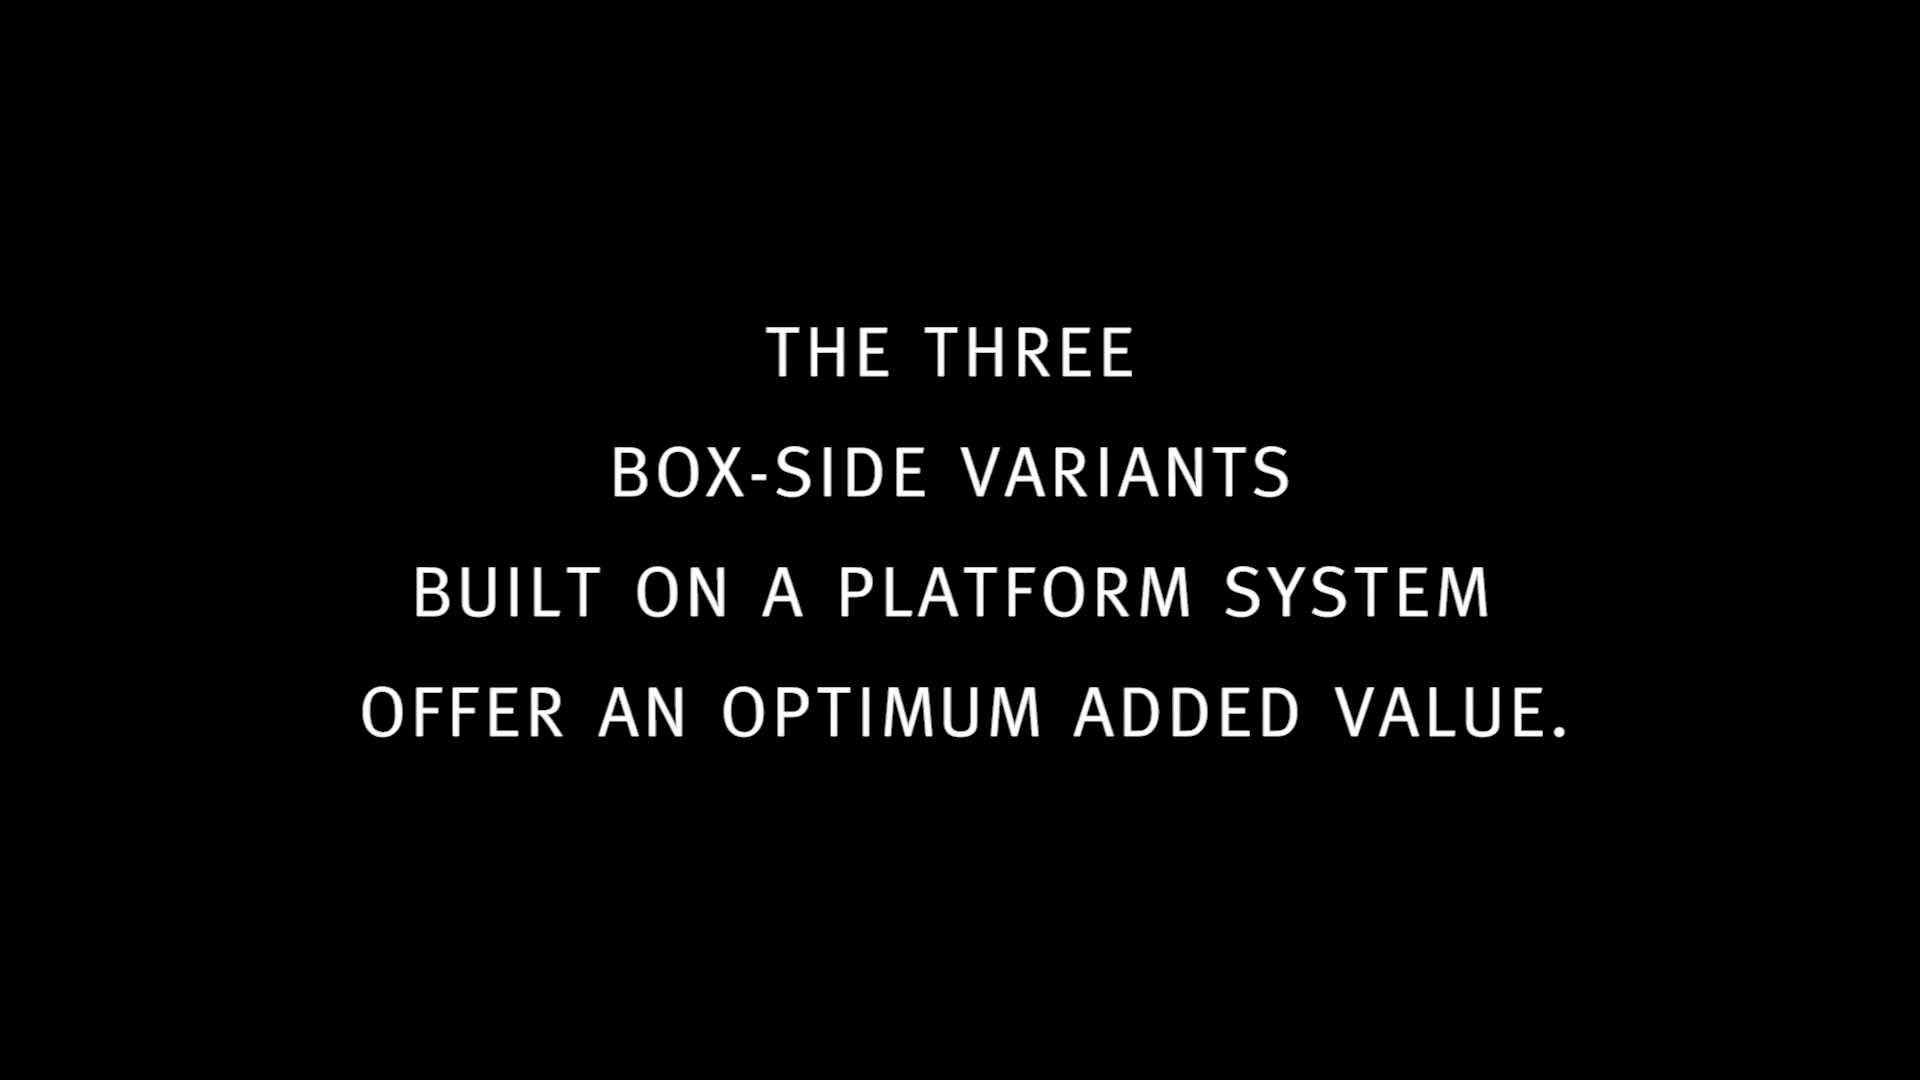 THE THREE
BOX-SIDE VARIANTS
BUILT ON A PLATFORM SYSTEM
OFFER AN OPTIMUM ADDED VALUE.